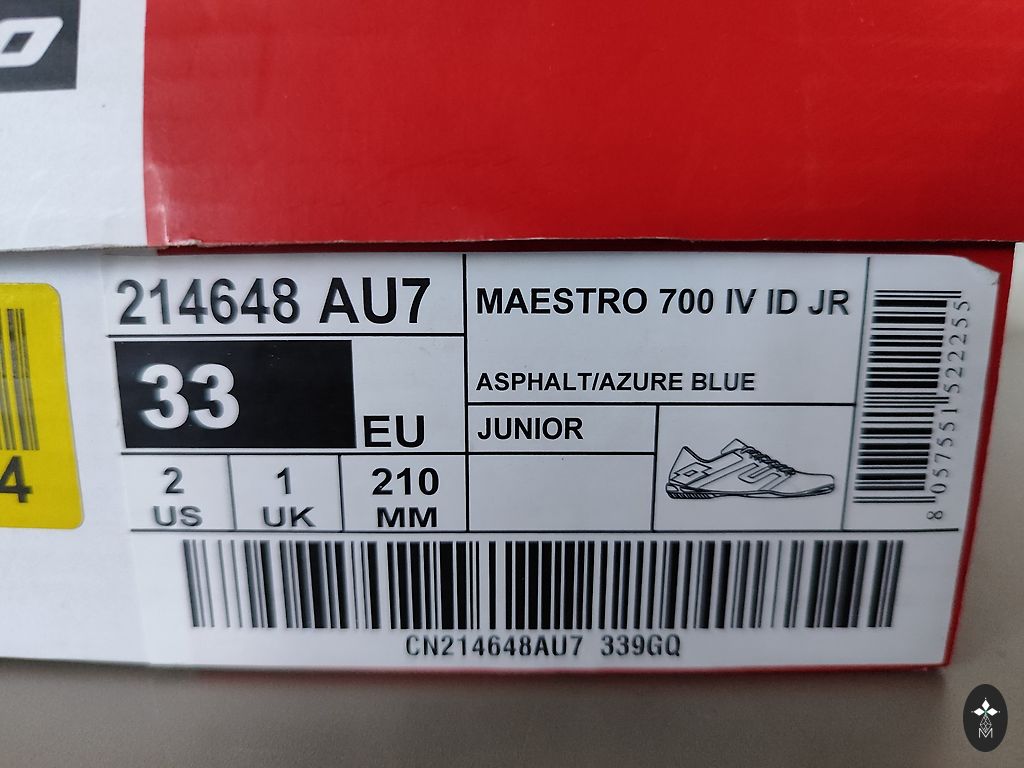 O
214648 AU7
MAESTRO 700 IV ID JR
ASPHALT/AZURE BLUE
33 EU
JUNIOR
2 US
1 UK
210 MM
8 057551 522255
4
CN214648AU7 339GQ
M